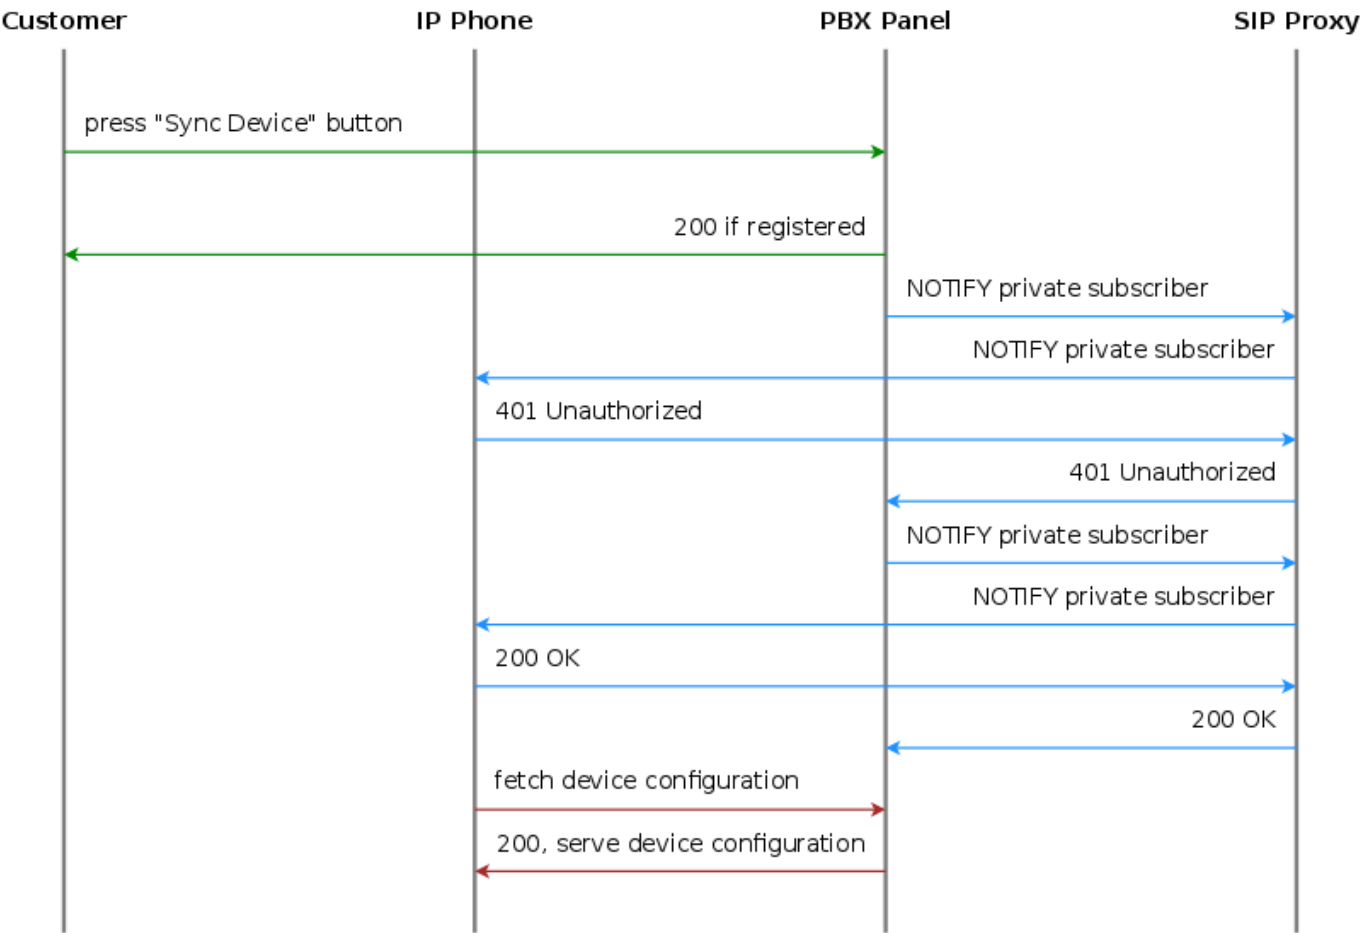 Customer IP Phone PBX Panel SIP Proxy
press "Sync Device" button
200 if registered
NOTIFY private subscriber
NOTIFY private subscriber
401 Unauthorized
401 Unauthorized
NOTIFY private subscriber
NOTIFY private subscriber
200 OK
200 OK
fetch device configuration
200, serve device configuration